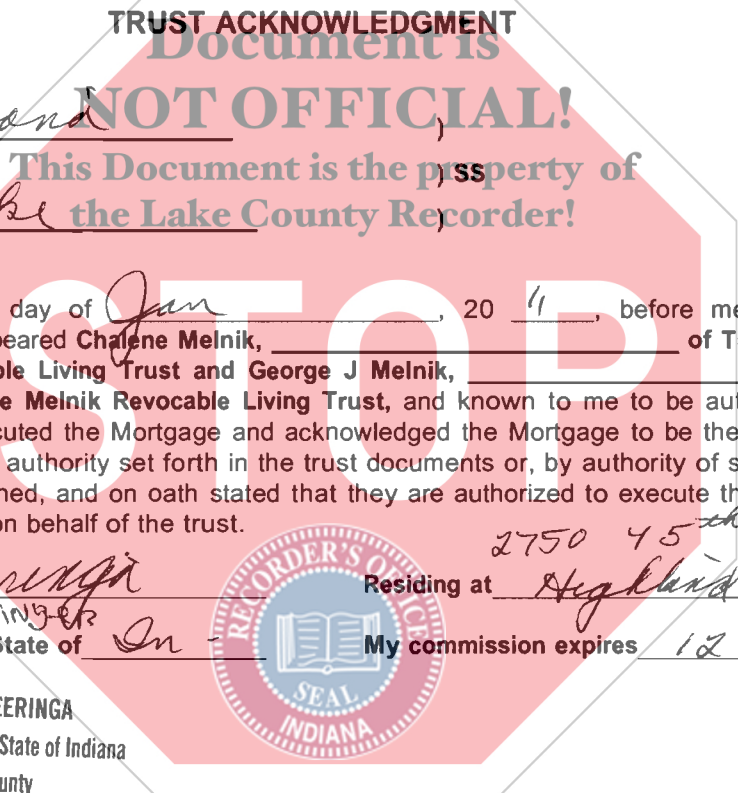 TRUST ACKNOWLEDGMENT
Document is
NOT OFFICIAL!
)
This Document is the property of
) SS
the Lake County Recorder!
)
STOP
day of Jan , 20 11 , before me
peared Chalene Melnik, of T
ble Living Trust and George J Melnik,
e Melnik Revocable Living Trust, and known to me to be aut
cuted the Mortgage and acknowledged the Mortgage to be the
authority set forth in the trust documents or, by authority of s
ned, and on oath stated that they are authorized to execute th
on behalf of the trust.
2750 45th
Residing at Highland
State of In - My commission expires 12
RECORDER'S OFFICE
SEAL
INDIANA
EERINGA
State of Indiana
unty